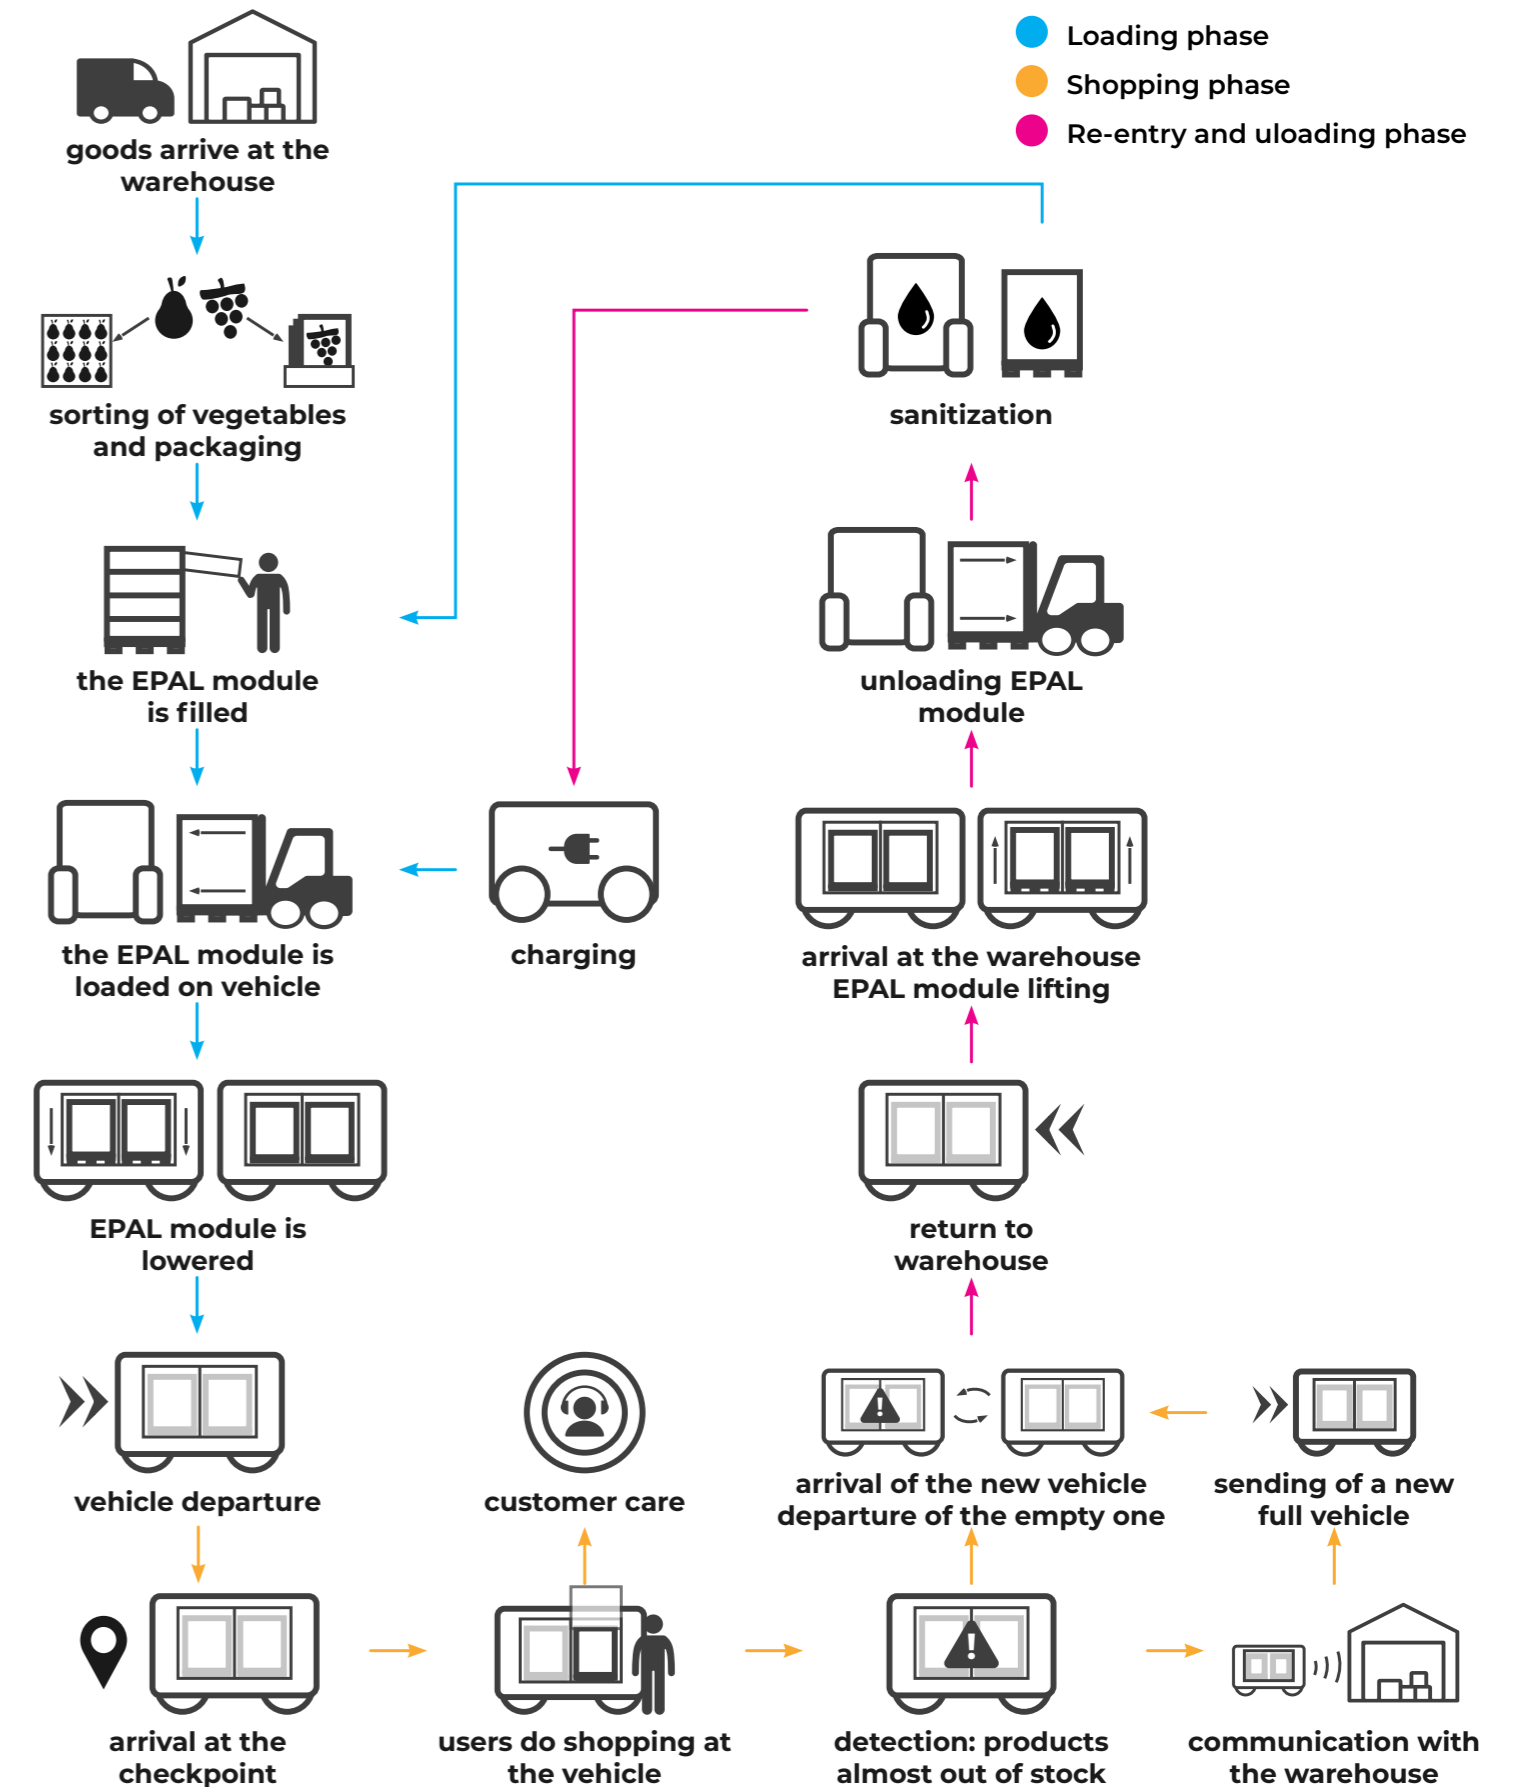 Loading phase
Shopping phase
Re-entry and uloading phase
goods arrive at the
warehouse
sorting of vegetables
and packaging
sanitization
the EPAL module
is filled
unloading EPAL
module
the EPAL module is
loaded on vehicle
charging
arrival at the warehouse
EPAL module lifting
EPAL module is
lowered
return to
warehouse
vehicle departure
customer care
arrival of the new vehicle
departure of the empty one
sending of a new
full vehicle
arrival at the
checkpoint
users do shopping at
the vehicle
detection: products
almost out of stock
communication with
the warehouse